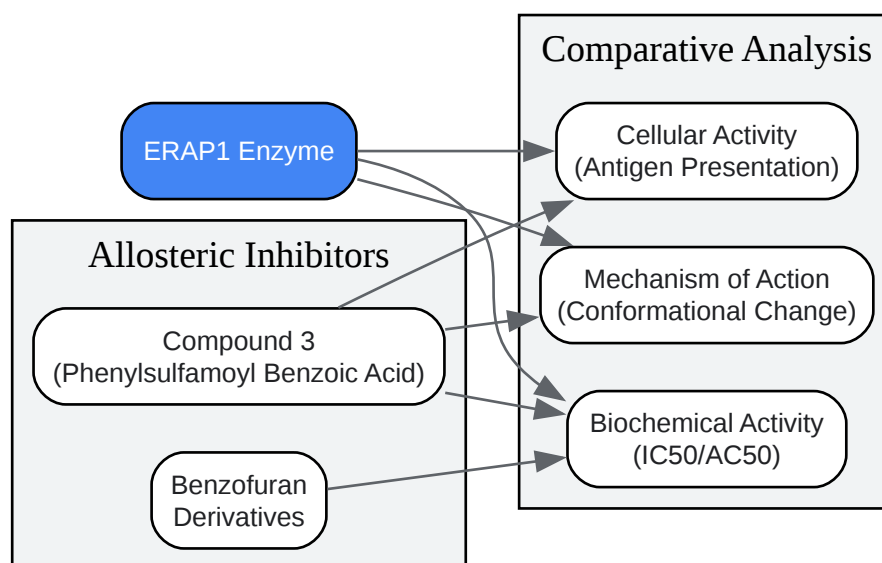 Comparative Analysis
ERAP1 Enzyme
Cellular Activity
(Antigen Presentation)
Allosteric Inhibitors
Mechanism of Action
(Conformational Change)
Compound 3
(Phenylsulfamoyl Benzoic Acid)
Biochemical Activity
(IC50/AC50)
Benzofuran
Derivatives